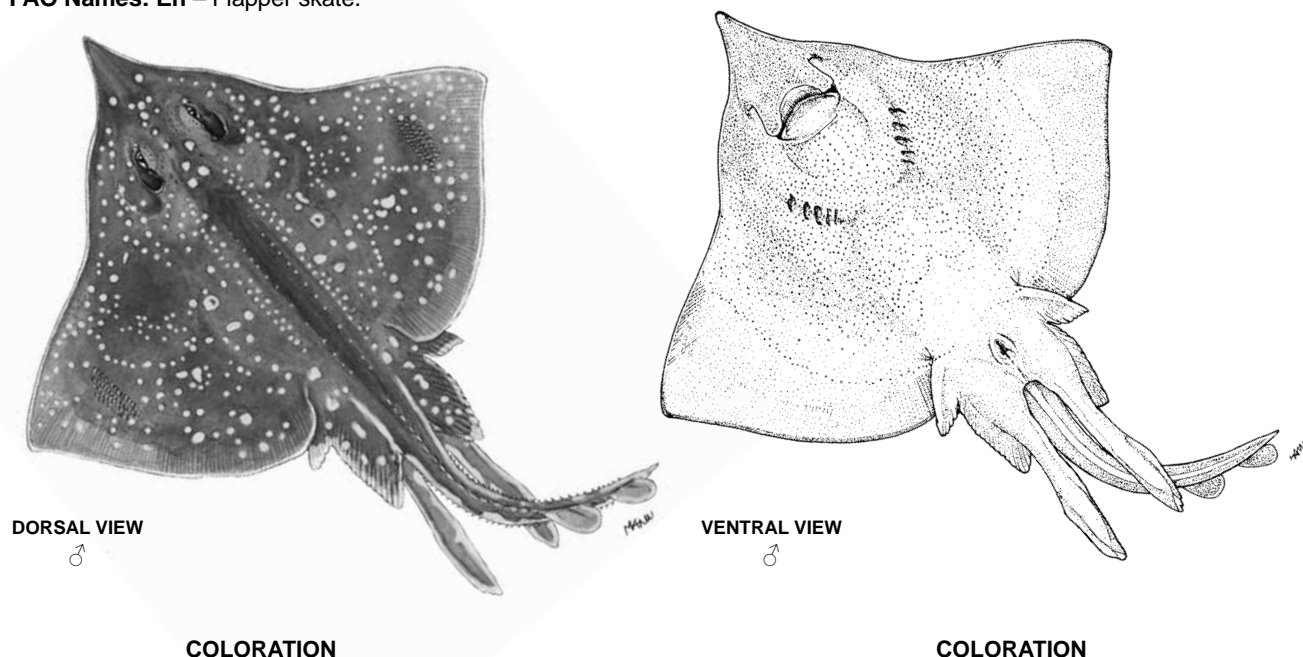 FAO Names: En – Flapper skate.
DORSAL VIEW
♂
VENTRAL VIEW
♂
COLORATION
COLORATION